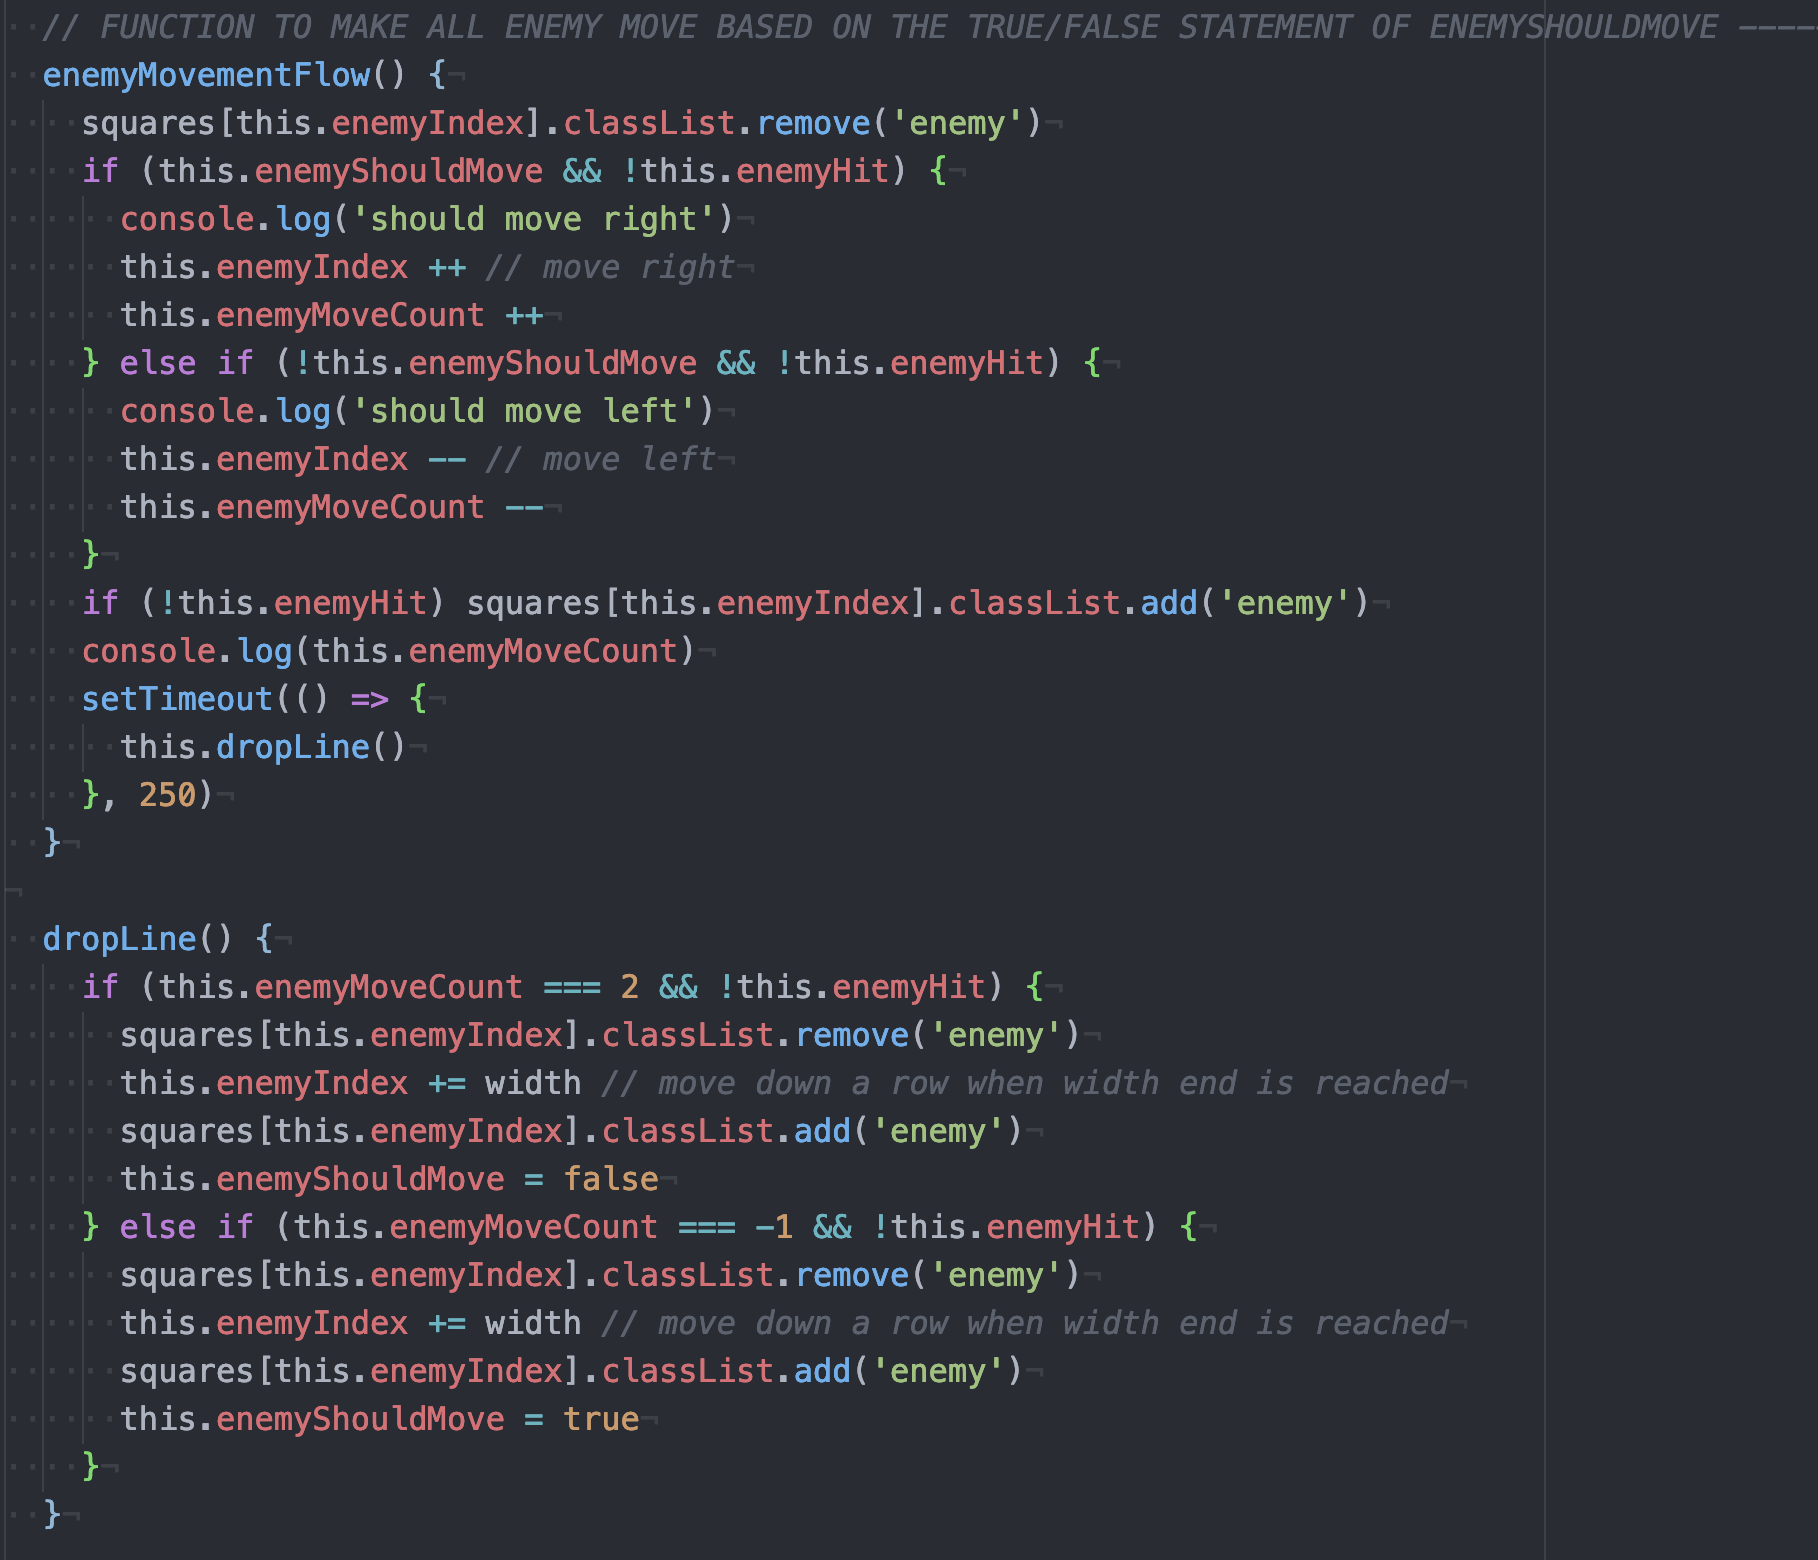 // FUNCTION TO MAKE ALL ENEMY MOVE BASED ON THE TRUE/FALSE STATEMENT OF ENEMYSHOULDMOVE ----
enemyMovementFlow() {
squares[this.enemyIndex].classList.remove('enemy')
if (this.enemyShouldMove && !this.enemyHit) {
console.log('should move right')
this.enemyIndex ++ // move right
this.enemyMoveCount ++
} else if (!this.enemyShouldMove && !this.enemyHit) {
console.log('should move left')
this.enemyIndex -- // move left
this.enemyMoveCount --
}
if (!this.enemyHit) squares[this.enemyIndex].classList.add('enemy')
console.log(this.enemyMoveCount)
setTimeout(() => {
this.dropLine()
}, 250)
}

dropLine() {
if (this.enemyMoveCount === 2 && !this.enemyHit) {
squares[this.enemyIndex].classList.remove('enemy')
this.enemyIndex += width // move down a row when width end is reached
squares[this.enemyIndex].classList.add('enemy')
this.enemyShouldMove = false
} else if (this.enemyMoveCount === -1 && !this.enemyHit) {
squares[this.enemyIndex].classList.remove('enemy')
this.enemyIndex += width // move down a row when width end is reached
squares[this.enemyIndex].classList.add('enemy')
this.enemyShouldMove = true
}
}